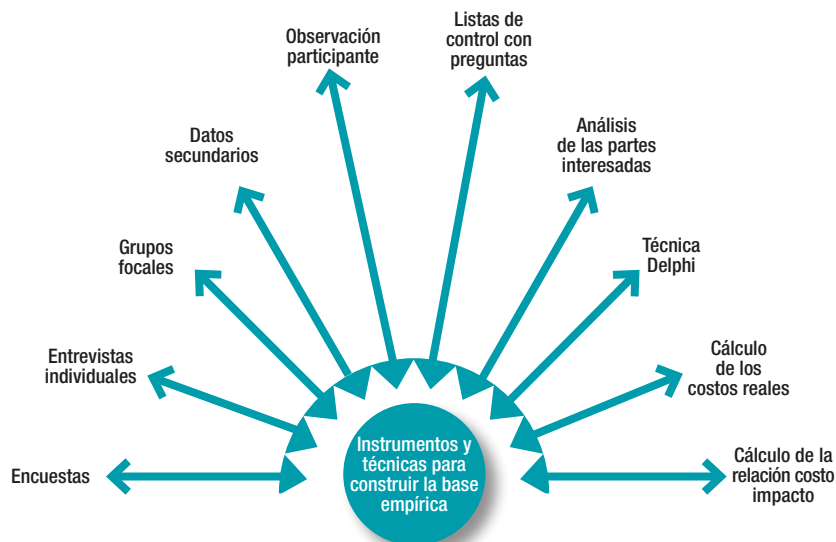 Observación
participante
Listas de
control con
preguntas
Datos
secundarios
Análisis
de las partes
interesadas
Grupos
focales
Técnica
Delphi
Entrevistas
individuales
Cálculo
de los
costos reales
Encuestas
Instrumentos y
técnicas para
construir la base
empírica
Cálculo de la
relación costo
impacto